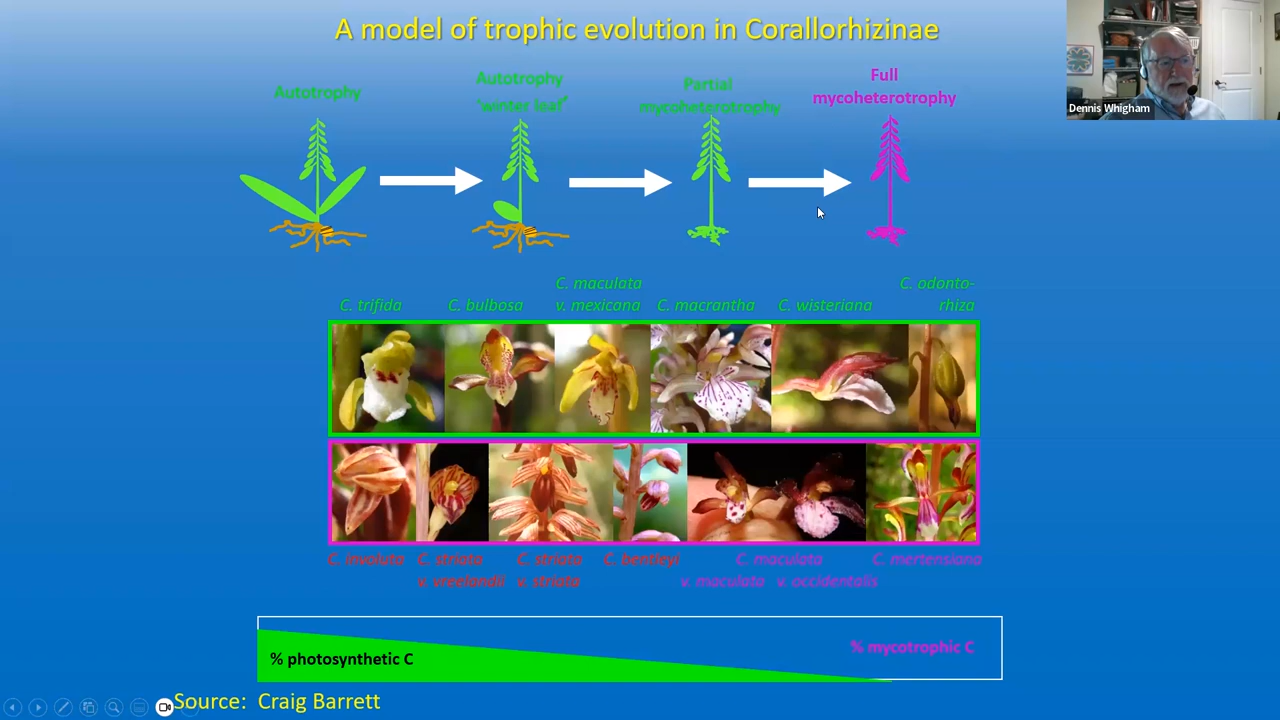 A model of trophic evolution in Corallorhizinae
Dennis Whigham
Autotrophy
Autotrophy
'winter leaf'
Partial
mycoheterotrophy
Full
mycoheterotrophy
C. trifida
C. bulbosa
C. maculata
v. mexicana
C. macrantha
C. wisteriana
C. odonto-
rhiza
C. involuta
C. striata
v. vreelandii
C. striata
v. striata
C. bentleyi
C. maculata
v. maculata v. occidentalis
C. mertensiana
% photosynthetic C
% mycotrophic C
Source: Craig Barrett